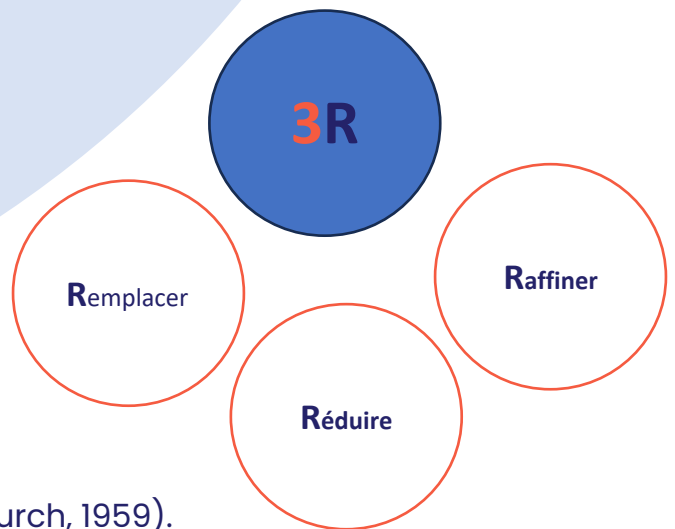 3R
Remplacer
Raffiner
Réduire
urch, 1959).